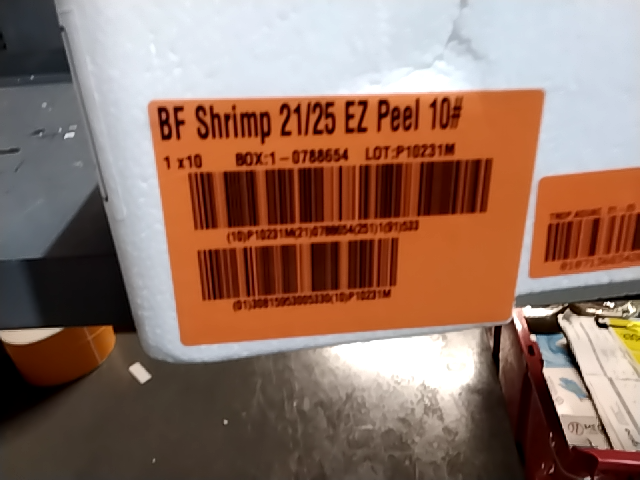 BF Shrimp 21/25 EZ Peel 10#
1 x10 BOX:1-0788654 LOT:P10231M
(10)P10231M(21)0788654(251)1(91)533
(01)30815953005330(10)P10231M